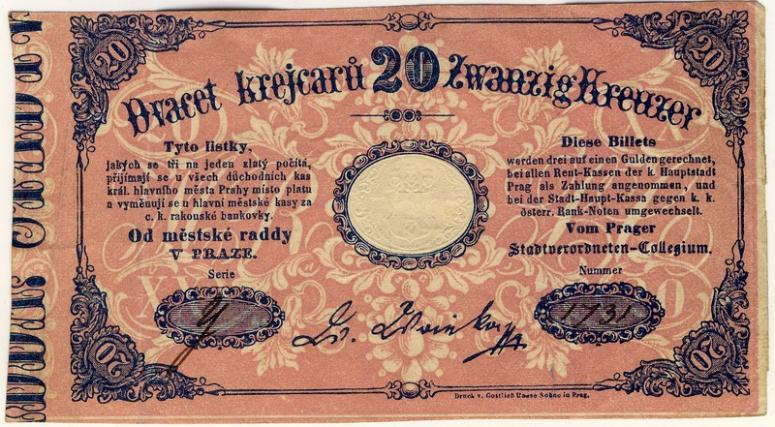 20
20
Dvacet krejcarů 20 Zwanzig Kreuzer
Tyto lístky,
jakých se tři na jeden zlatý počítá,
přijímají se u všech důchodních kas
král. hlavního města Prahy místo platu
a vyměňují se u hlavní městské kasy za
c. k. rakouské bankovky.
Od městské raddy
V PRAZE.
Serie
Diese Billets
werden drei auf einen Gulden gerechnet,
bei allen Rent-Kassen der k. Hauptstadt
Prag als Zahlung angenommen, und
bei der Stadt-Haupt-Kassa gegen k. k.
österr. Bank-Noten umgewechselt.
Vom Prager
Stadtverordneten-Collegium.
Nummer
1731
20
20
Druck v. Gottlieb Haase Söhne in Prag.